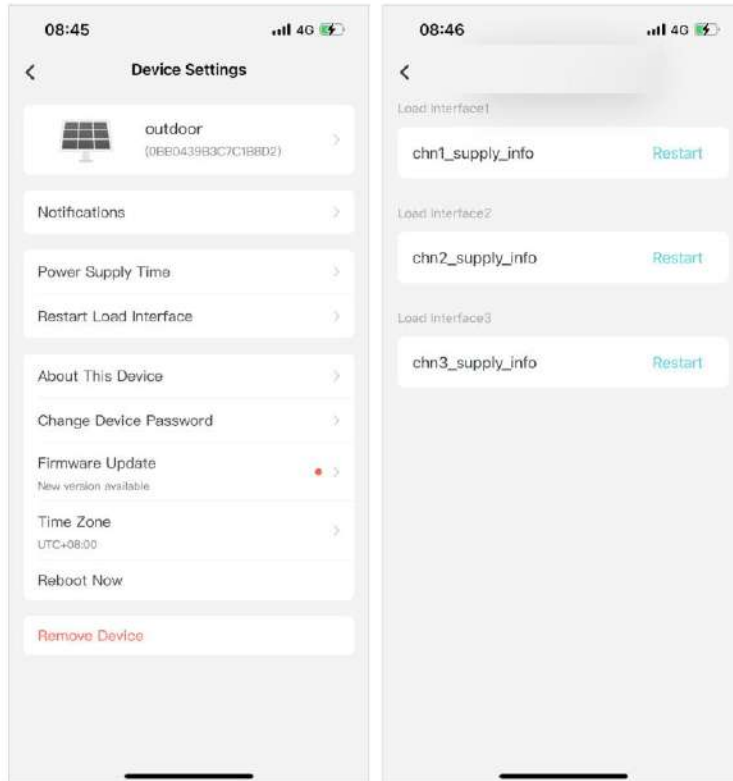 08:45
4G
Device Settings
outdoor
(0BB0439B3C7C1B8D2)
Notifications
Power Supply Time
Restart Load Interface
About This Device
Change Device Password
Firmware Update
New version available
Time Zone
UTC+08:00
Reboot Now
Remove Device
08:46
4G
Load Interface1
chn1_supply_info
Restart
Load Interface2
chn2_supply_info
Restart
Load Interface3
chn3_supply_info
Restart